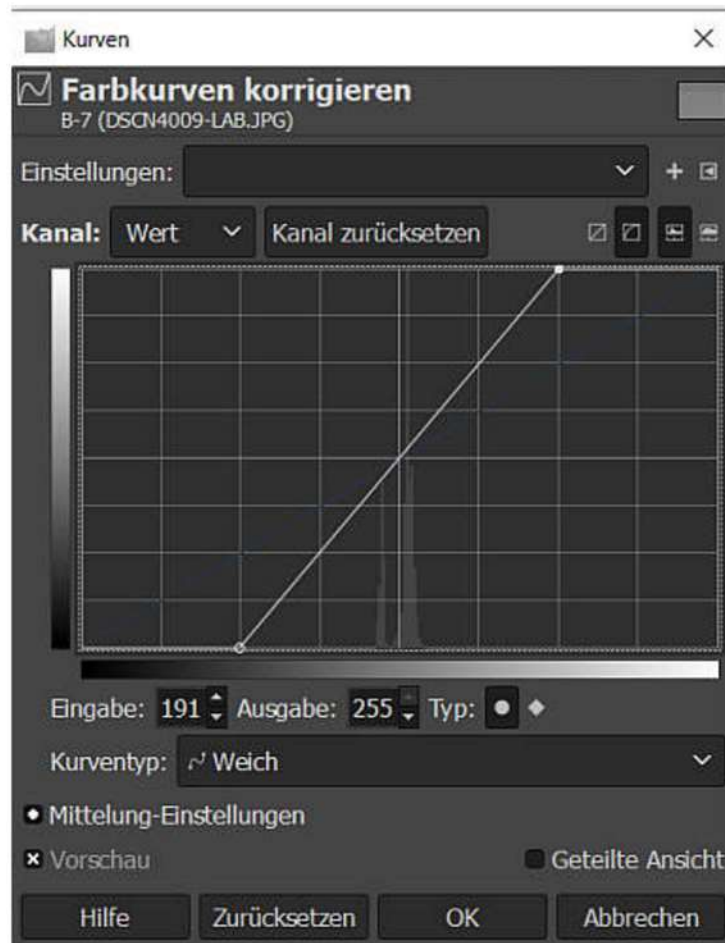 Kurven
Farbkurven korrigieren
B-7 (DSCN4009-LAB.JPG)
Einstellungen:
Kanal: Wert Kanal zurücksetzen
Eingabe: 191 Ausgabe: 255 Typ:
Kurventyp: Weich
Mittelung-Einstellungen
Vorschau Geteilte Ansicht
Hilfe Zurücksetzen OK Abbrechen